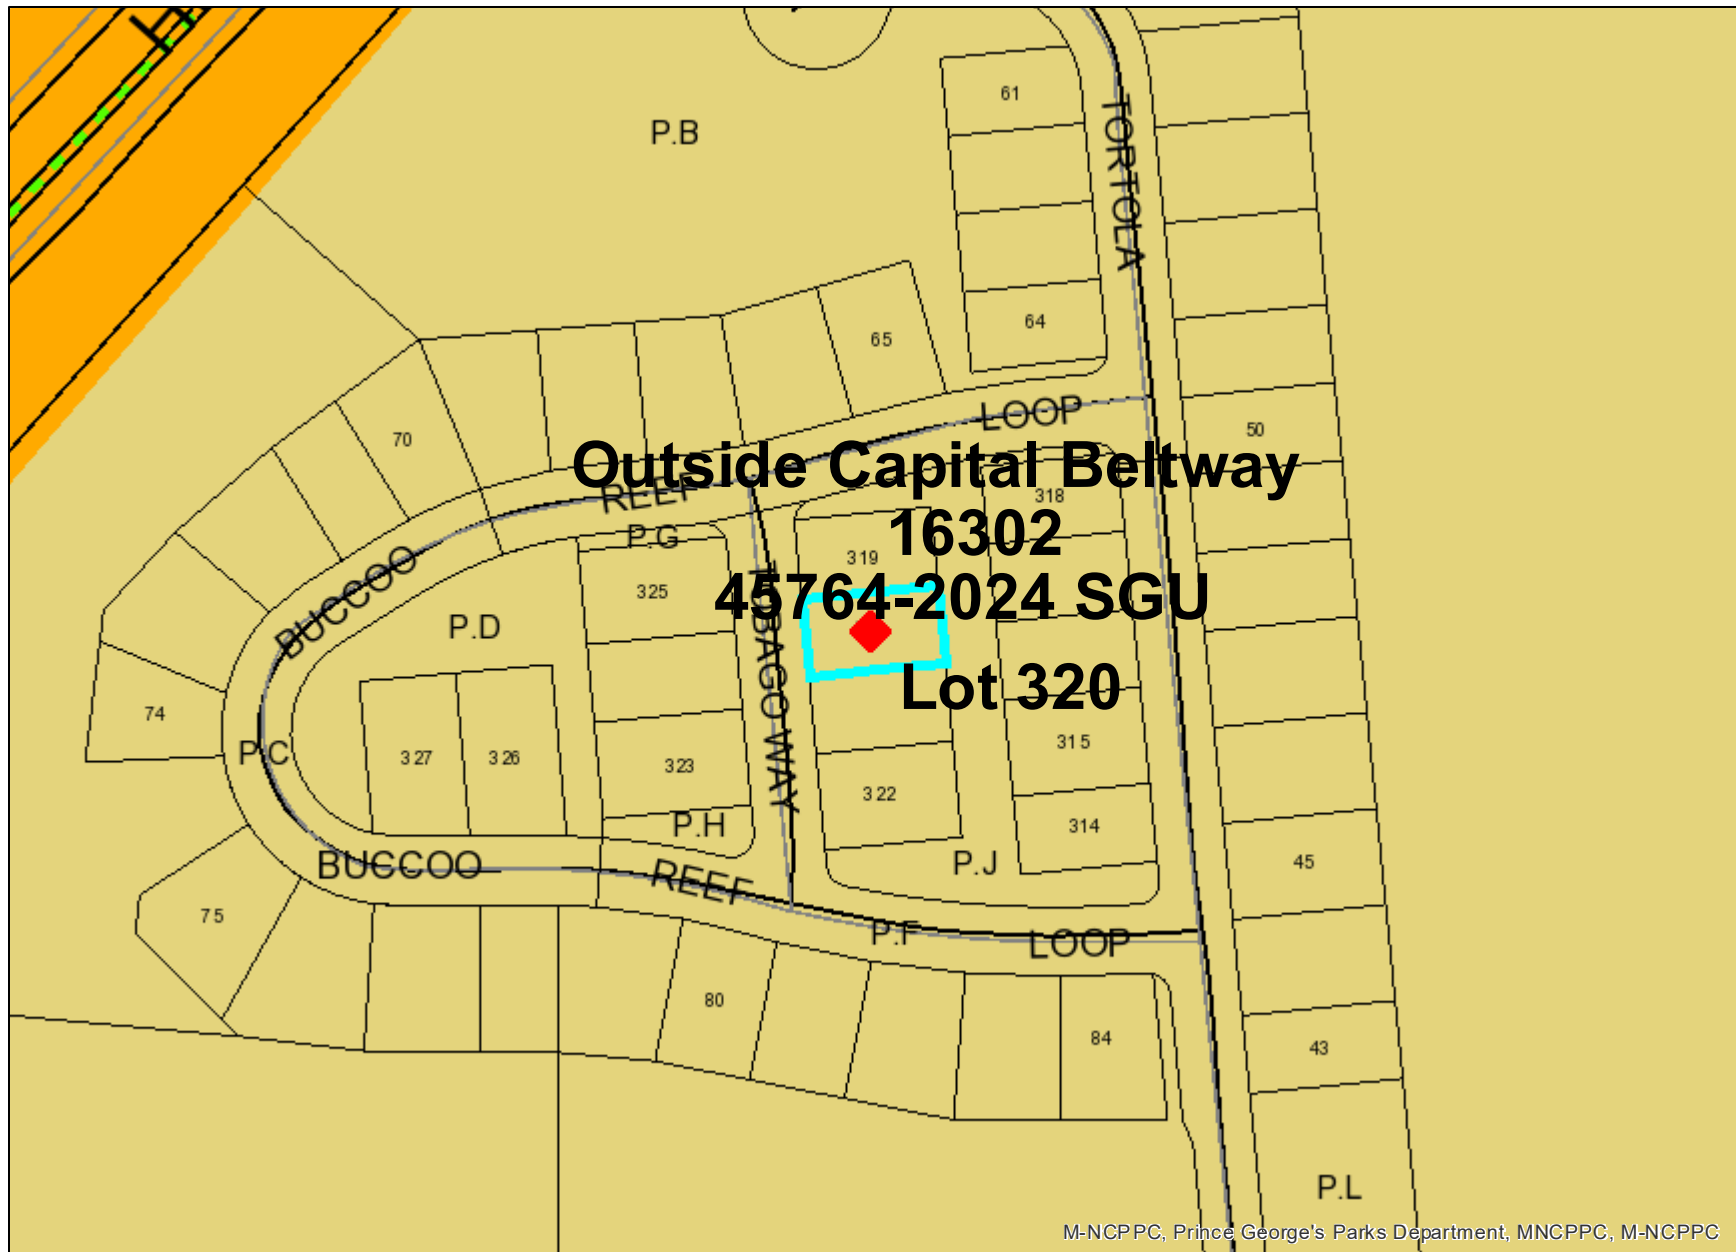 61
P.B
TORTOLA
64
65
LOOP
70
50
Outside Capital Beltway
REEF
318
16302
P.G
319
BUCCOO
325
45764-2024 SGU
P.D
TOBAGO WAY
Lot 320
74
P.C
327
326
323
315
322
314
P.H
BUCCOO
REEF
P.J
45
75
P.F
LOOP
80
84
43
P.L
M-NCPPC, Prince George's Parks Department, MNCPPC, M-NCPPC